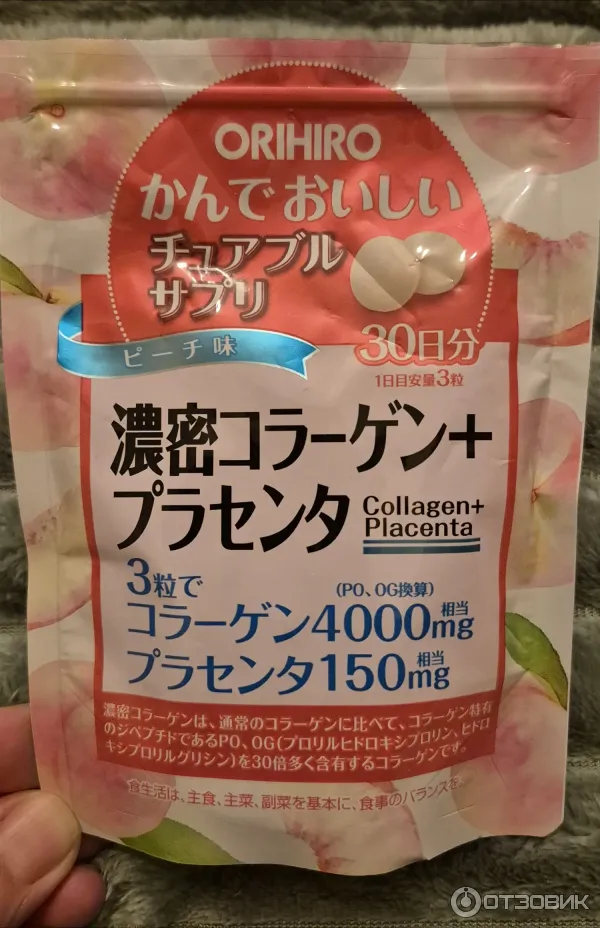 ORIHIRO
かんでおいしい
チュアブル
サプリ
ピーチ味
30日分
1日目安量3粒
濃密コラーゲン+
プラセンタ
Collagen+
Placenta
3粒で
(PO、OG換算)
コラーゲン4000mg相当
プラセンタ150mg相当
濃密コラーゲンは、通常のコラーゲンに比べて、コラーゲン特有
のジペプチドであるPO、OG(プロリルヒドロキシプロリン、ヒドロ
キシプロリルグリシン)を30倍多く含有するコラーゲンです。
食生活は、主食、主菜、副菜を基本に、食事のバランスを。
ОТЗОВИК